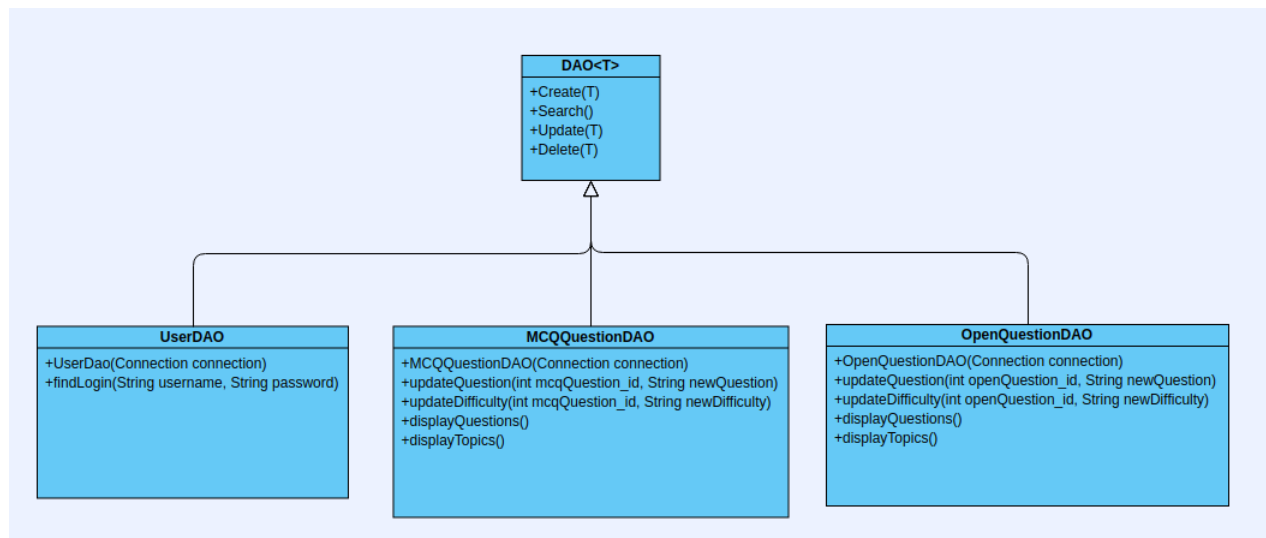 DAO<T>
+Create(T)
+Search()
+Update(T)
+Delete(T)
UserDAO
+UserDao(Connection connection)
+findLogin(String username, String password)
MCQQuestionDAO
+MCQQuestionDAO(Connection connection)
+updateQuestion(int mcqQuestion_id, String newQuestion)
+updateDifficulty(int mcqQuestion_id, String newDifficulty)
+displayQuestions()
+displayTopics()
OpenQuestionDAO
+OpenQuestionDAO(Connection connection)
+updateQuestion(int openQuestion_id, String newQuestion)
+updateDifficulty(int openQuestion_id, String newDifficulty)
+displayQuestions()
+displayTopics()